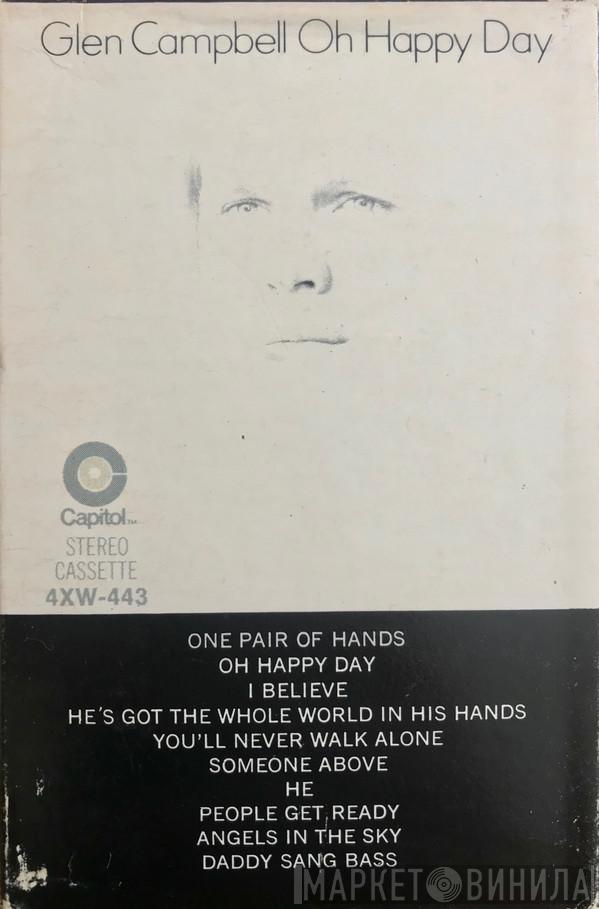 Glen Campbell Oh Happy Day
Capitol™
STEREO
CASSETTE
4XW-443
ONE PAIR OF HANDS
OH HAPPY DAY
I BELIEVE
HE'S GOT THE WHOLE WORLD IN HIS HANDS
YOU'LL NEVER WALK ALONE
SOMEONE ABOVE
HE
PEOPLE GET READY
ANGELS IN THE SKY
DADDY SANG BASS
МАРКЕТ ВИНИЛА